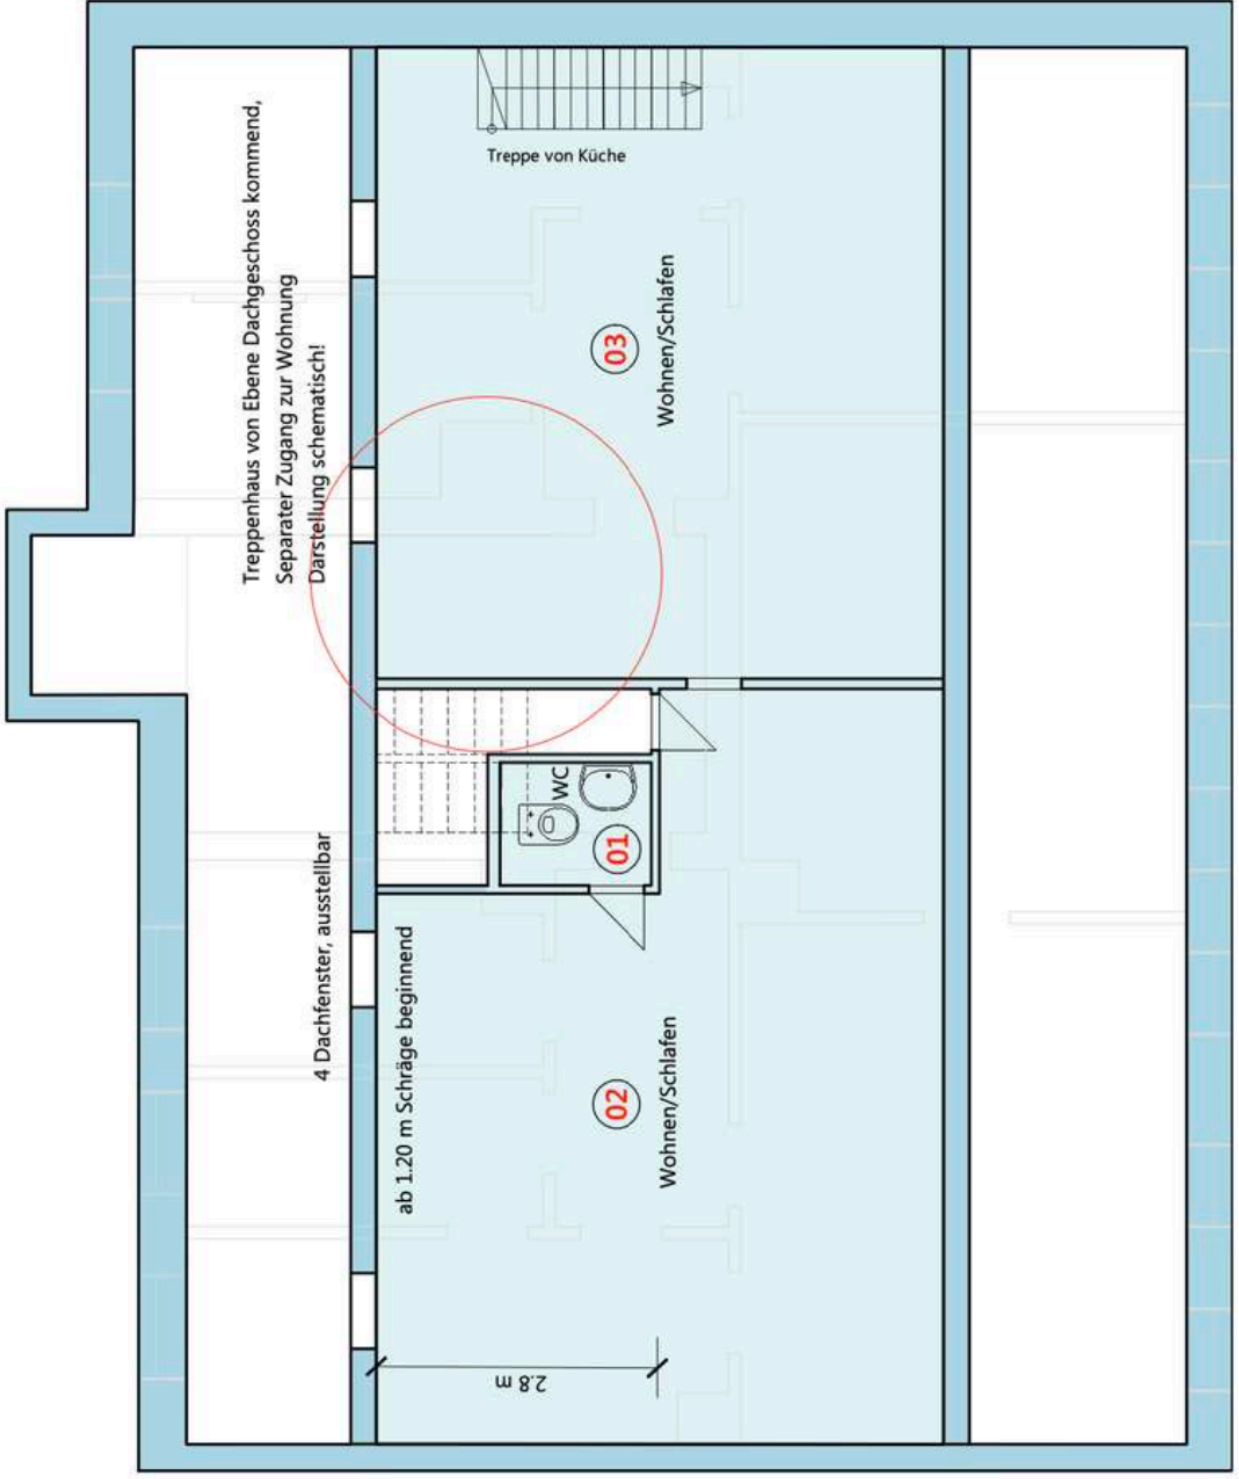 Treppenhaus von Ebene Dachgeschoss kommend,
Separater Zugang zur Wohnung
Darstellung schematisch!
Treppe von Küche
03
Wohnen/Schlafen
4 Dachfenster, ausstellbar
WC
01
ab 1.20 m Schräge beginnend
02
Wohnen/Schlafen
2.8 m